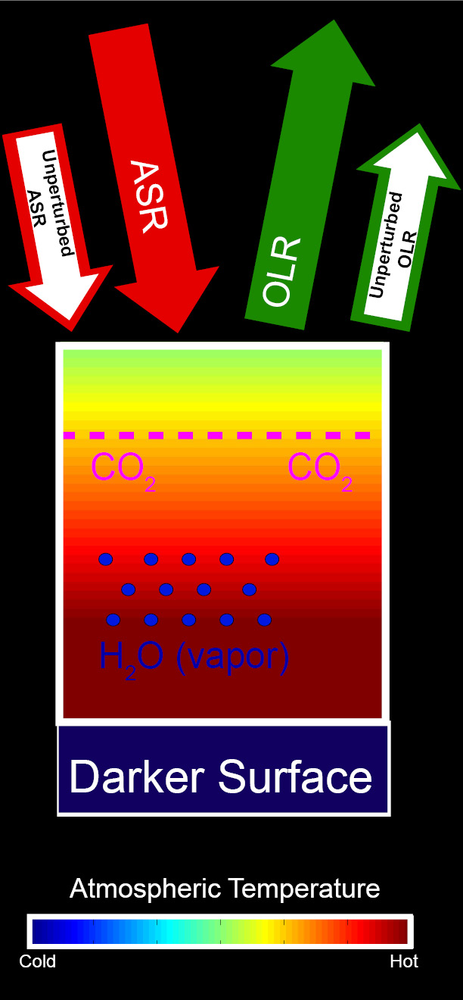 Unperturbed
ASR
ASR
OLR
Unperturbed
OLR
CO₂
CO₂
H₂O (vapor)
Darker Surface
Atmospheric Temperature
Cold
Hot